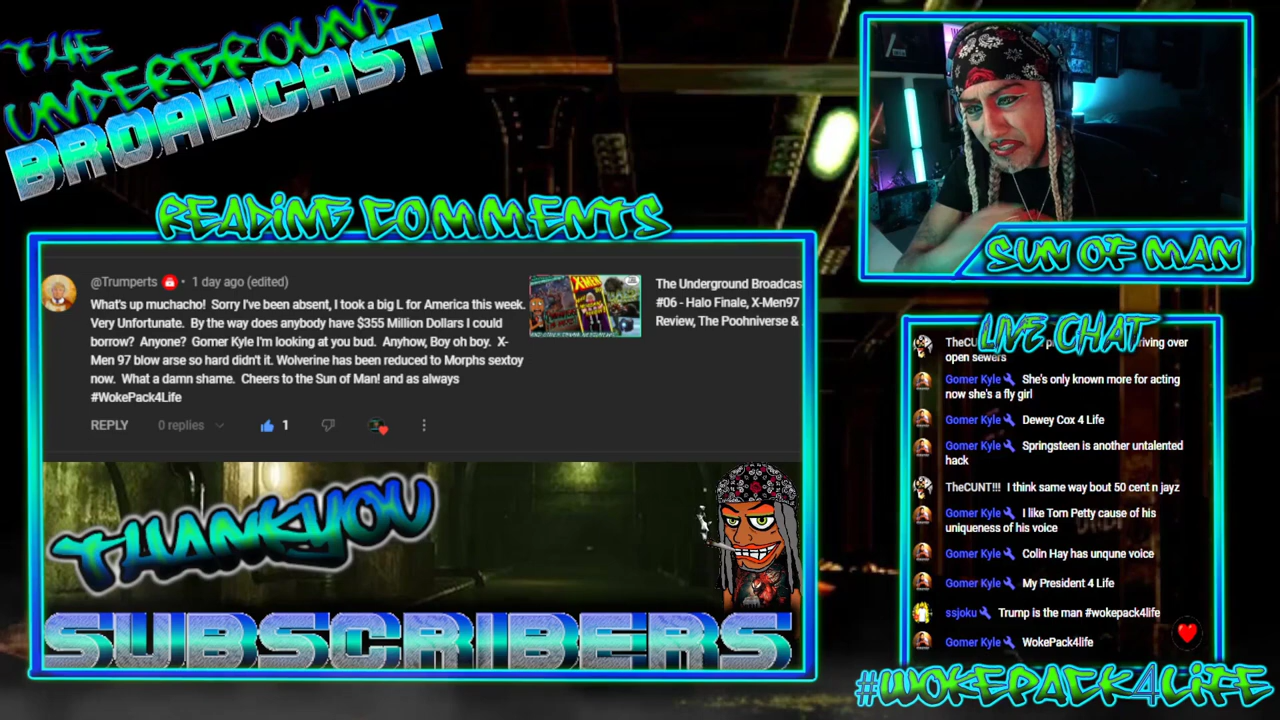 THE
UNDERGROUND
BROADCAST
READING COMMENTS
@Trumperts • 1 day ago (edited)
What's up muchacho! Sorry I've been absent, I took a big L for America this week.
Very Unfortunate. By the way does anybody have $355 Million Dollars I could
borrow? Anyone? Gomer Kyle I'm looking at you bud. Anyhow, Boy oh boy. X-
Men 97 blow arse so hard didn't it. Wolverine has been reduced to Morphs sextoy
now. What a damn shame. Cheers to the Sun of Man! and as always
#WokePack4Life
REPLY 0 replies 1
The Underground Broadcas
#06 - Halo Finale, X-Men97
Review, The Poohniverse &
THANKYOU
SUBSCRIBERS
SUN OF MAN
LIVE CHAT
riving over
open sewers
Gomer Kyle She's only known more for acting
now she's a fly girl
Gomer Kyle Dewey Cox 4 Life
Gomer Kyle Springsteen is another untalented
hack
TheCUNT!!! I think same way bout 50 cent n jayz
Gomer Kyle I like Tom Petty cause of his
uniqueness of his voice
Gomer Kyle Colin Hay has unqune voice
Gomer Kyle My President 4 Life
ssjoku Trump is the man #wokepack4life
Gomer Kyle WokePack4life
#WOKEPACK4LIFE